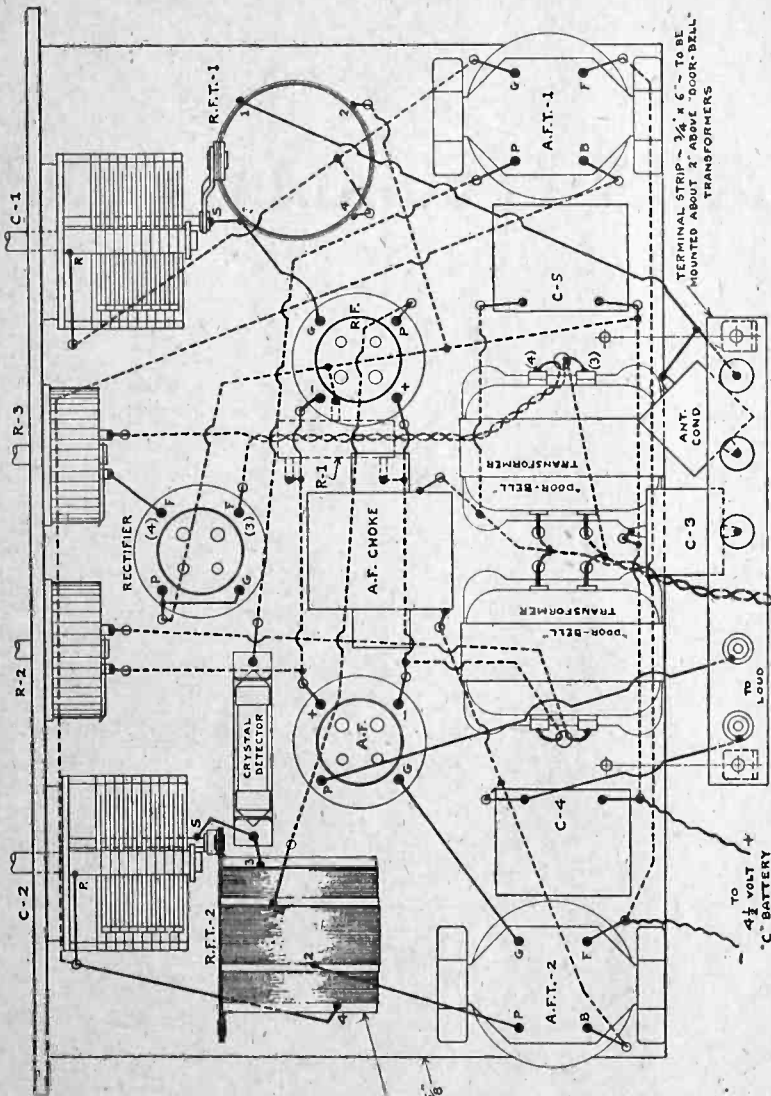 C-2
R-2
R-3
C-1
R
S
R
S
R.F.T.-1
1
2
4
R.F.T.-2
3
2
4
CRYSTAL
DETECTOR
RECTIFIER
(4)
F
F
(3)
P
G
G
R.F.
P
-
+
R-1
A.F. CHOKE
+
A.F.
-
P
G
G
P
A.F.T.-1
F
B
C-5
(4)
(3)
"DOOR-BELL"
TRANSFORMER
"DOOR-BELL"
TRANSFORMER
C-4
G
P
A.F.T.-2
F
B
ANT.
COND
C-3
TO
LOUD
TO
4 1/2 VOLT
"C" BATTERY
+
-
TERMINAL STRIP ~ 3/4" x 6" ~ TO BE
MOUNTED ABOUT 2" ABOVE "DOOR-BELL"
TRANSFORMERS